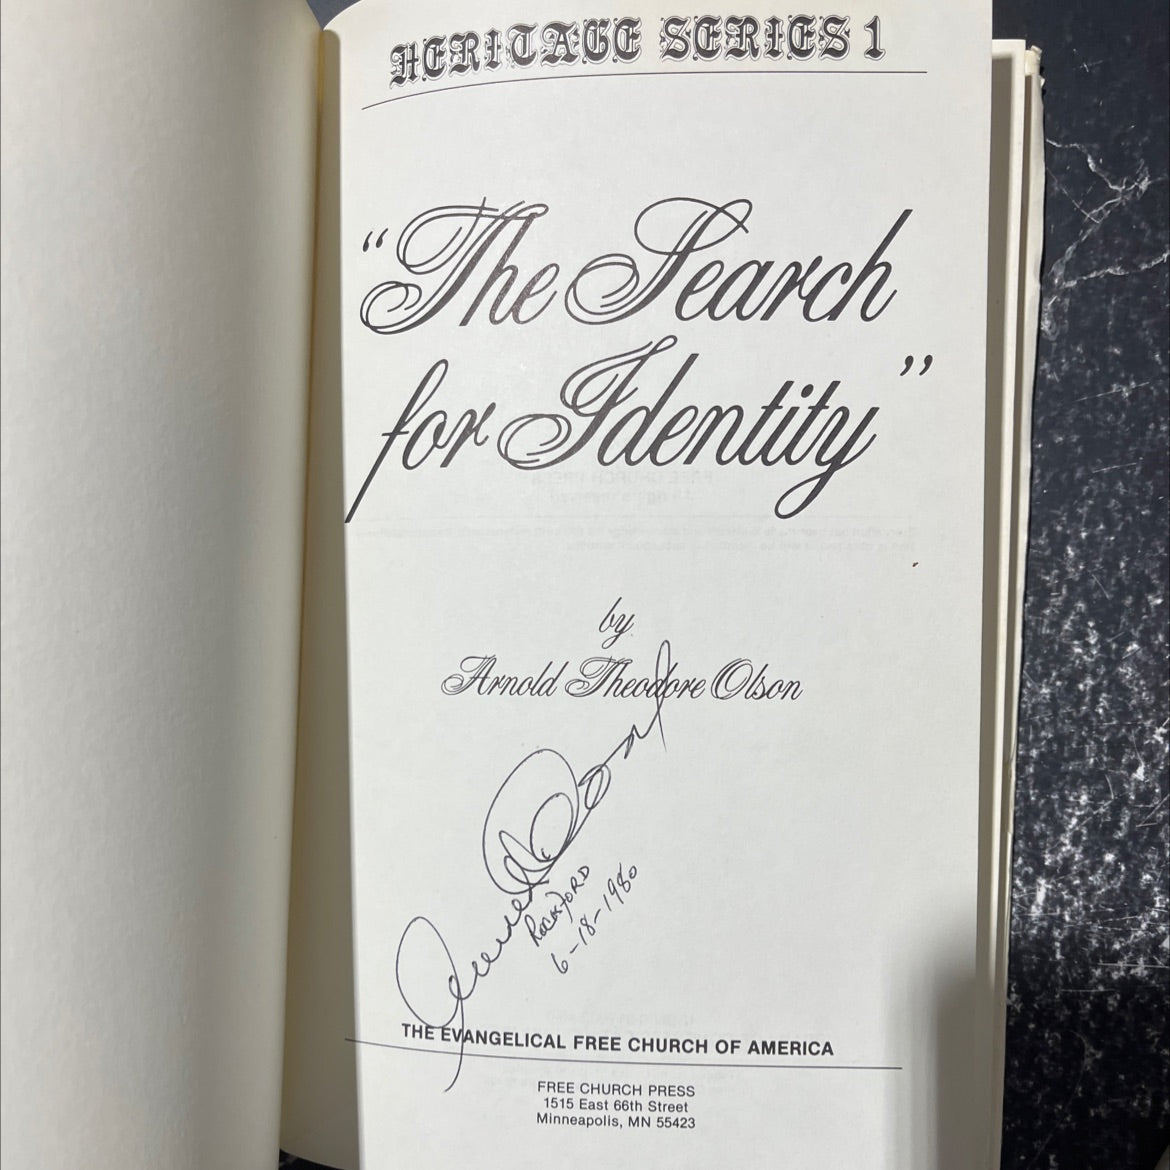 HERITAGE SERIES 1
“The Search
for Identity”
by
Arnold Theodore Olson
Rockford
6-18-1980
THE EVANGELICAL FREE CHURCH OF AMERICA
FREE CHURCH PRESS
1515 East 66th Street
Minneapolis, MN 55423